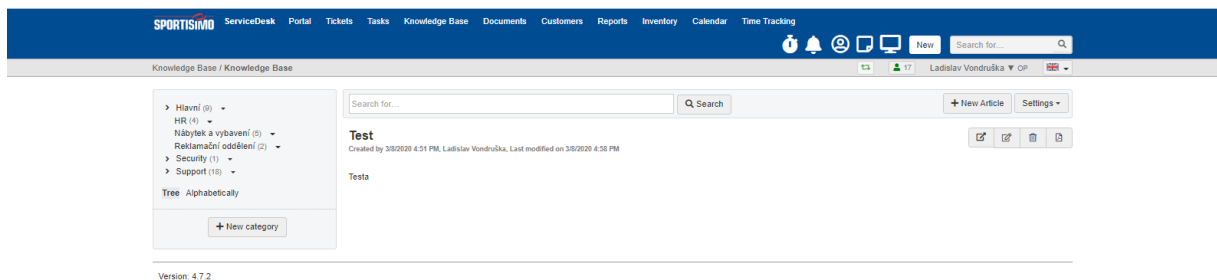 SPORTISIMO ServiceDesk Portal Tickets Tasks Knowledge Base Documents Customers Reports Inventory Calendar Time Tracking
New Search for...
Knowledge Base / Knowledge Base 17 Ladislav Vondruška ▼ OP
Hlavní (9)
HR (4)
Nábytek a vybavení (5)
Reklamační oddělení (2)
Security (1)
Support (18)
Tree Alphabetically
+ New category
Search for... Search + New Article Settings
Test
Created by 3/8/2020 4:51 PM, Ladislav Vondruška, Last modified on 3/8/2020 4:58 PM
Testa
Version: 4.7.2